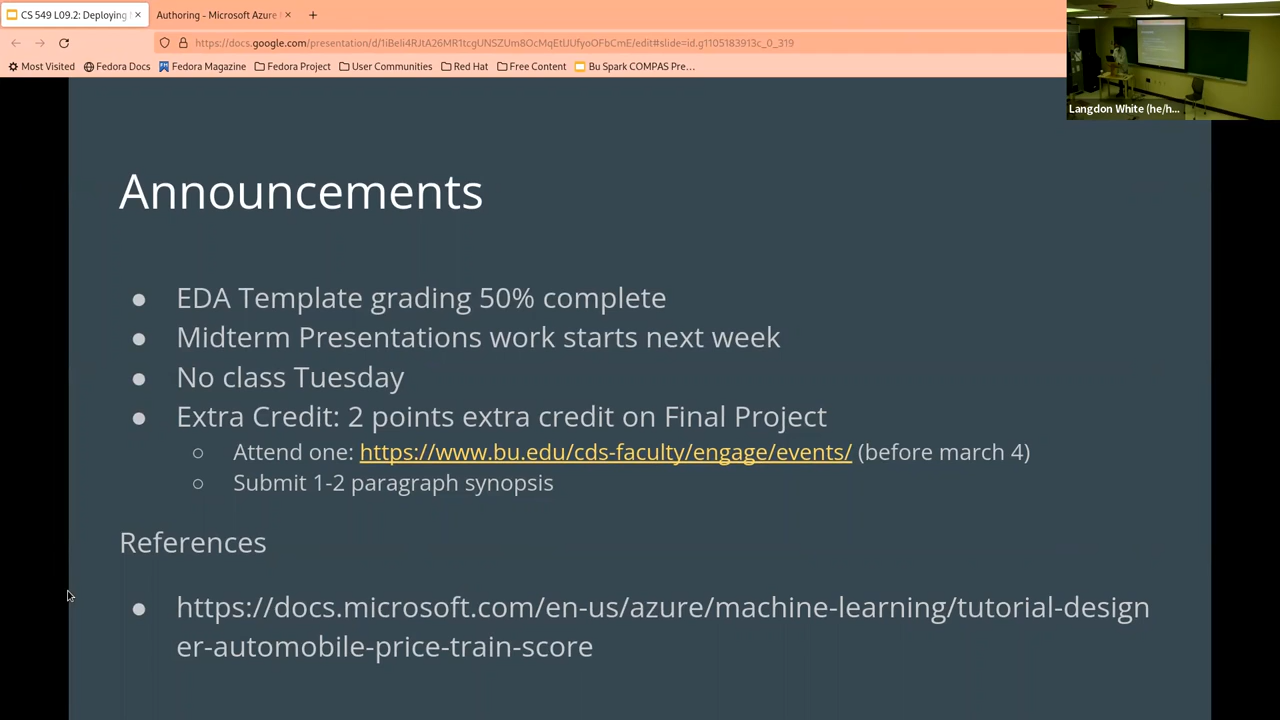 CS 549 L09.2: Deploying
Authoring - Microsoft Azure
https://docs.google.com/presentation/d/1iBeIi4RJtA26MR1tcgUNSZUm8OcMqEtIJUfyoOFbCmE/edit#slide=id.g1105183913c_0_319
Most Visited Fedora Docs Fedora Magazine Fedora Project User Communities Red Hat Free Content Bu Spark COMPAS Pre…
Langdon White (he/h...
Announcements
● EDA Template grading 50% complete
● Midterm Presentations work starts next week
● No class Tuesday
● Extra Credit: 2 points extra credit on Final Project
○ Attend one: https://www.bu.edu/cds-faculty/engage/events/ (before march 4)
○ Submit 1-2 paragraph synopsis
References
● https://docs.microsoft.com/en-us/azure/machine-learning/tutorial-design
er-automobile-price-train-score